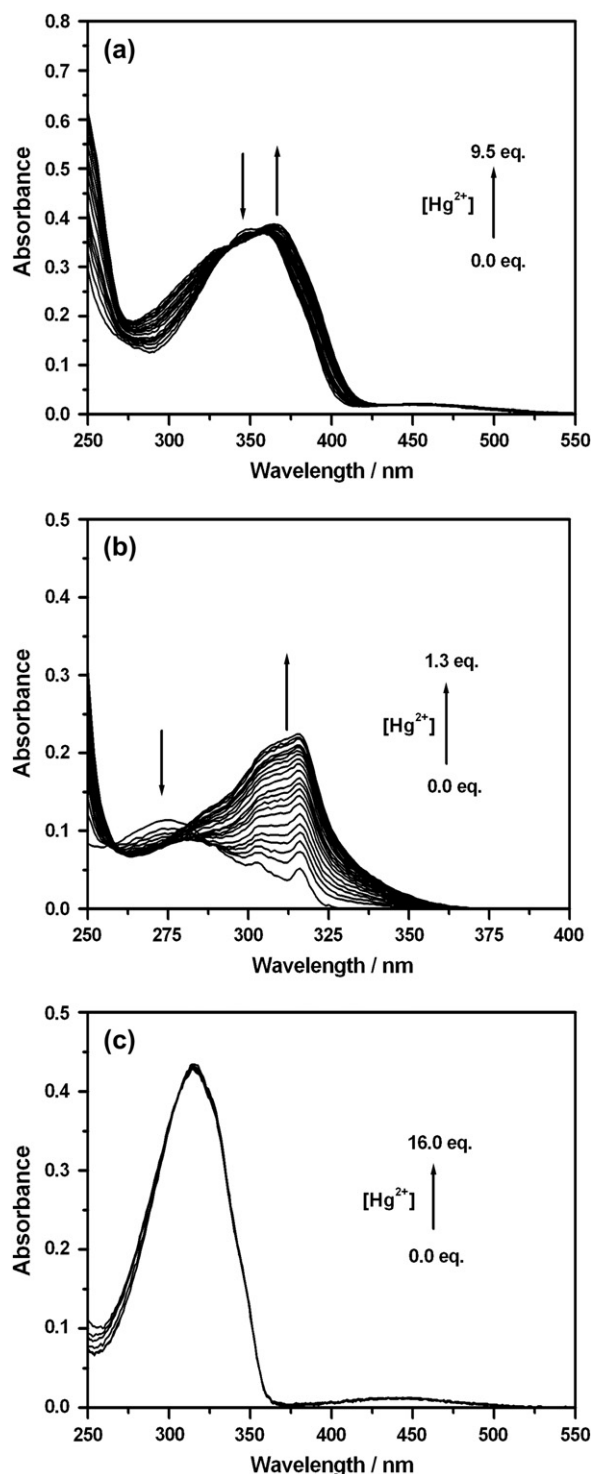 (a)
0.8
0.7
0.6
0.5
0.4
0.3
0.2
0.1
0.0
Absorbance
9.5 eq.
[Hg²⁺]
0.0 eq.
250 300 350 400 450 500 550
Wavelength / nm
(b)
0.5
0.4
0.3
0.2
0.1
0.0
Absorbance
1.3 eq.
[Hg²⁺]
0.0 eq.
250 275 300 325 350 375 400
Wavelength / nm
(c)
0.5
0.4
0.3
0.2
0.1
0.0
Absorbance
16.0 eq.
[Hg²⁺]
0.0 eq.
250 300 350 400 450 500 550
Wavelength / nm